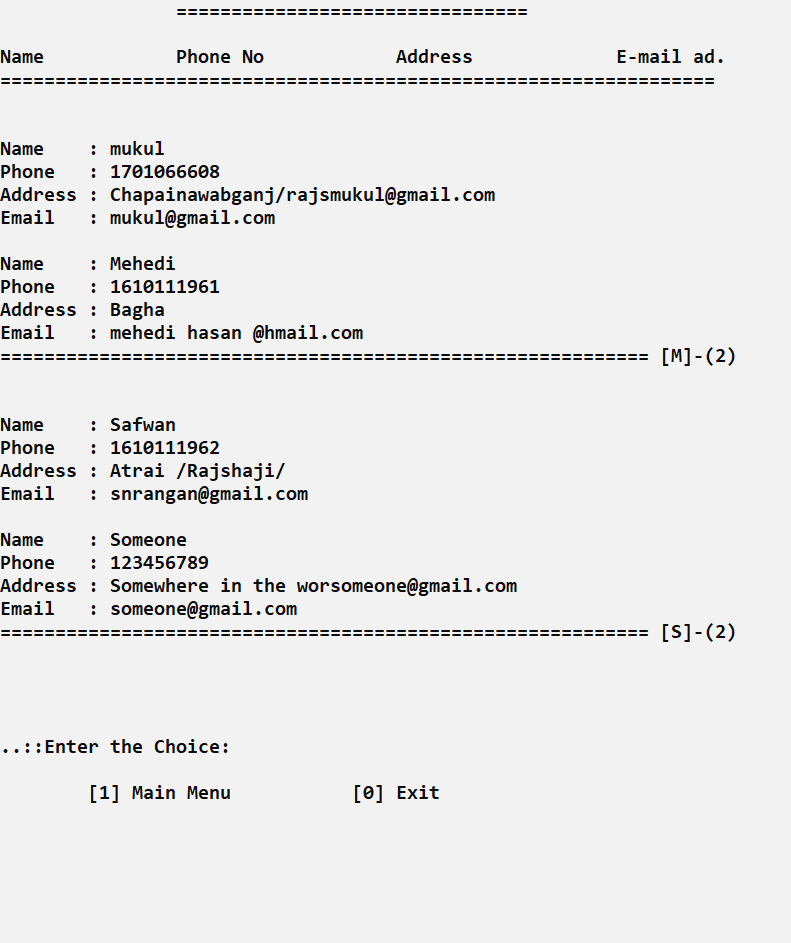 ================================
Name Phone No Address E-mail ad.
=================================================================
Name : mukul
Phone : 1701066608
Address : Chapainawabganj/rajsmukul@gmail.com
Email : mukul@gmail.com
Name : Mehedi
Phone : 1610111961
Address : Bagha
Email : mehedi hasan @hmail.com
=========================================================== [M]-(2)
Name : Safwan
Phone : 1610111962
Address : Atrai /Rajshaji/
Email : snrangan@gmail.com
Name : Someone
Phone : 123456789
Address : Somewhere in the worsomeone@gmail.com
Email : someone@gmail.com
=========================================================== [S]-(2)
..::Enter the Choice:
[1] Main Menu [0] Exit